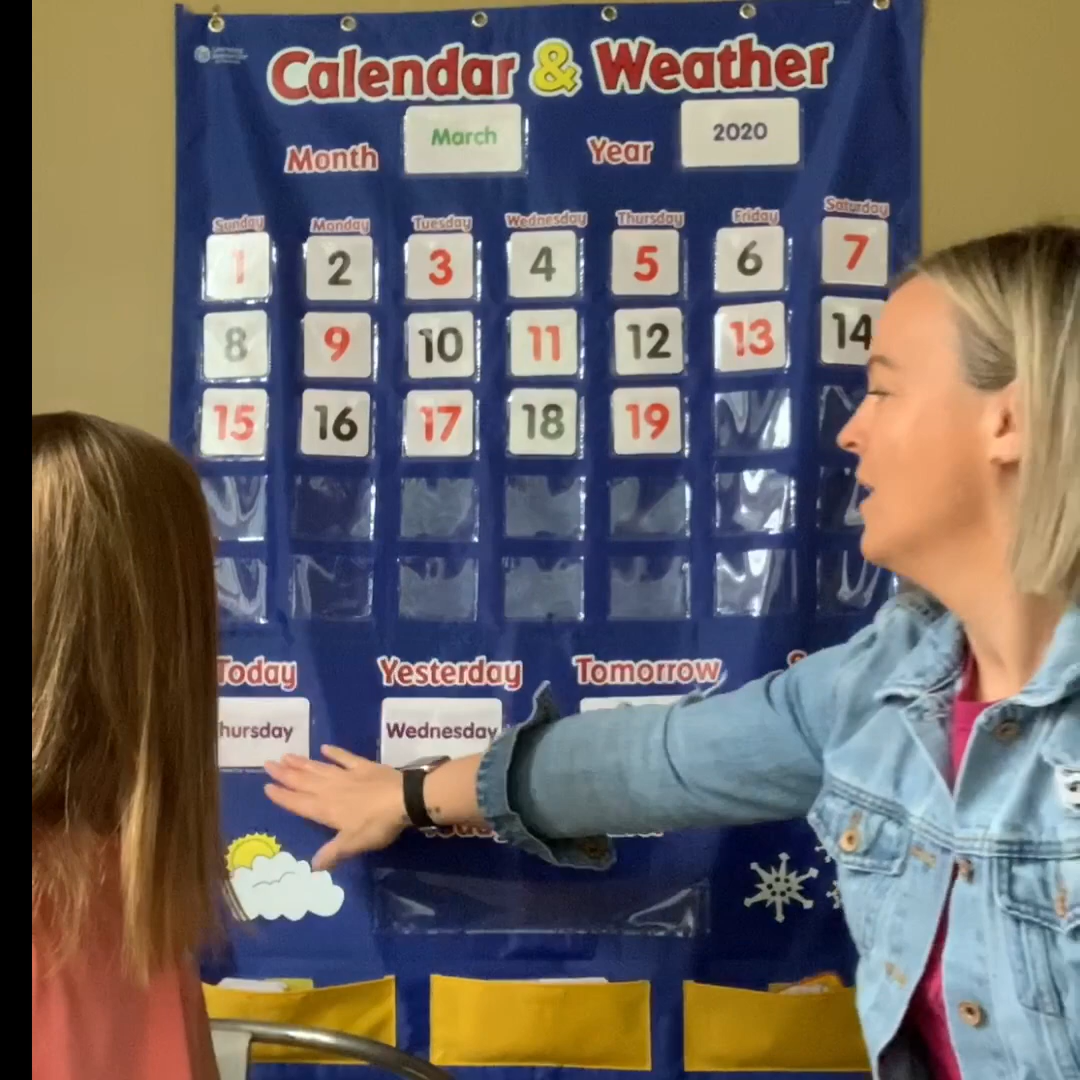 Calendar & Weather
Month March Year 2020
Sunday Monday Tuesday Wednesday Thursday Friday Saturday
1 2 3 4 5 6 7
8 9 10 11 12 13 14
15 16 17 18 19
Today Yesterday Tomorrow
hursday Wednesday